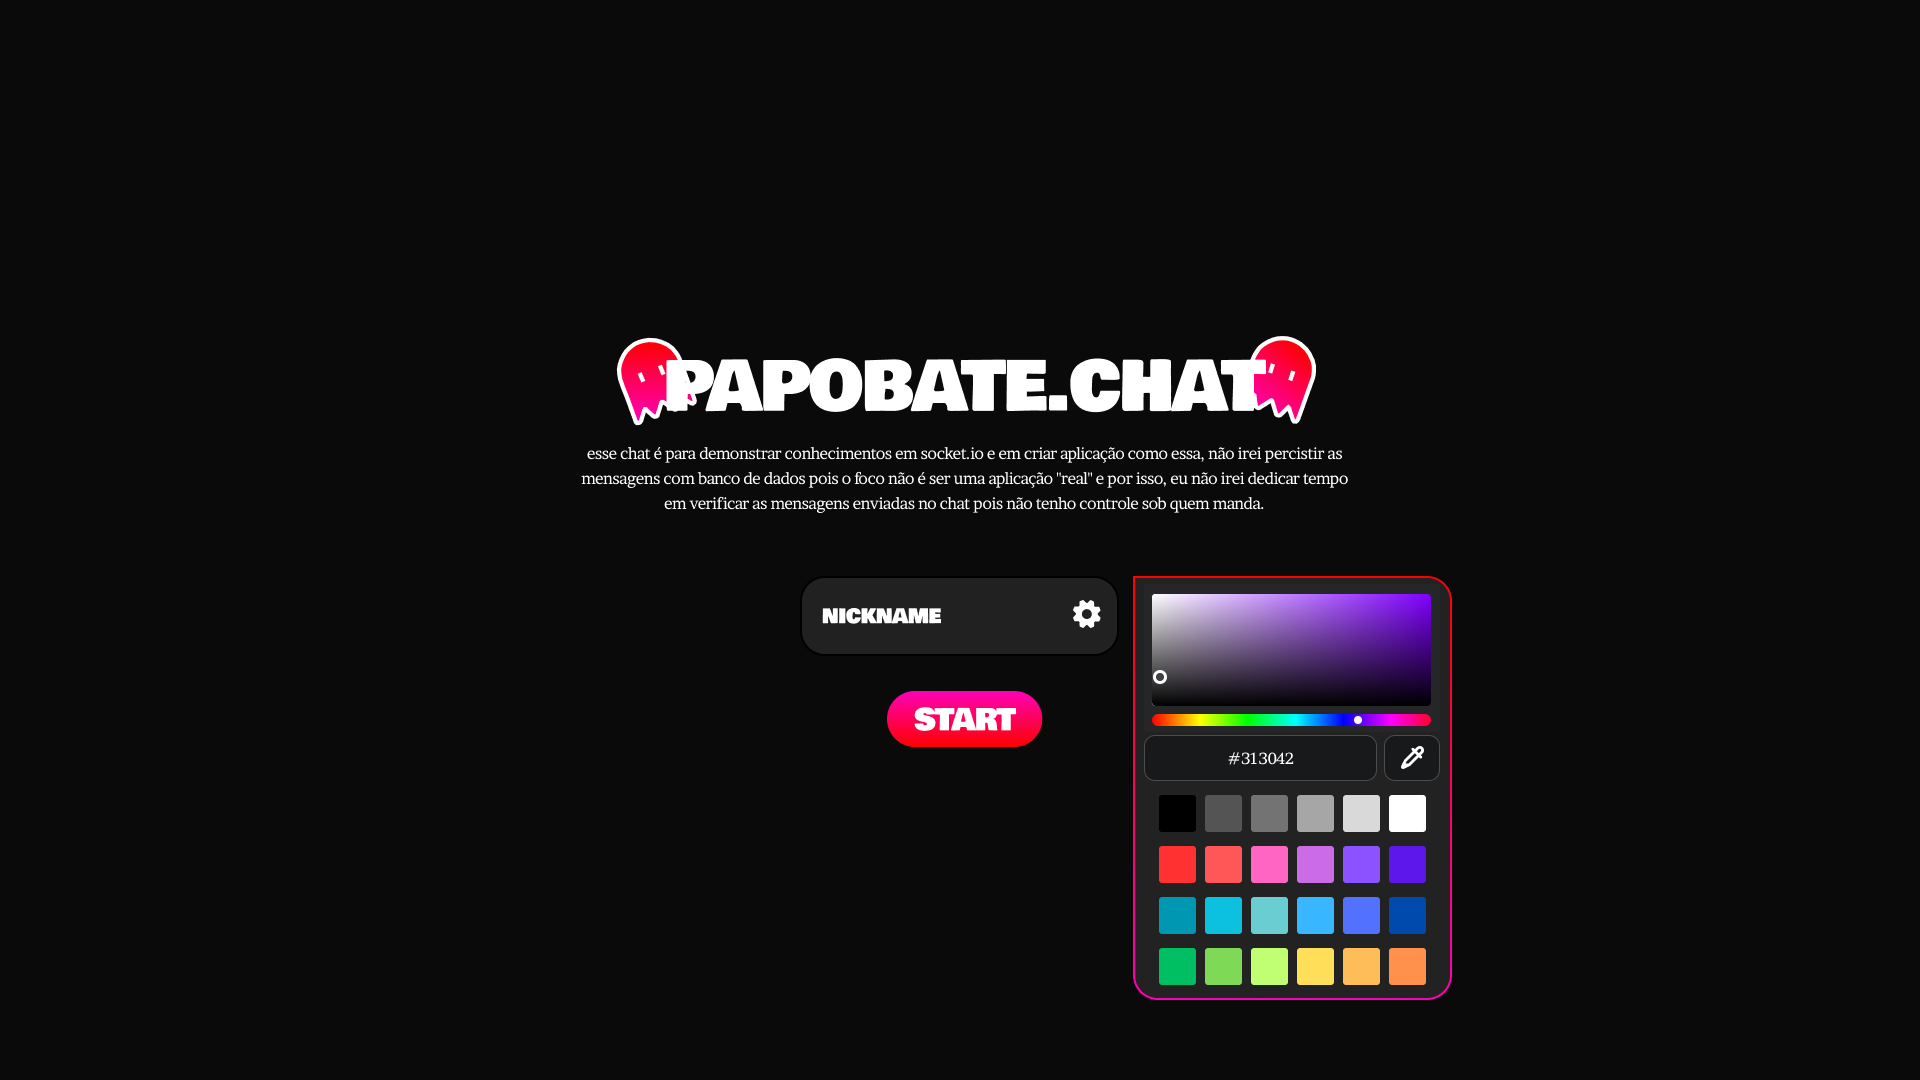 PAPOBATE.CHAT
esse chat é para demonstrar conhecimentos em socket.io e em criar aplicação como essa, não irei percistir as
mensagens com banco de dados pois o foco não é ser uma aplicação "real" e por isso, eu não irei dedicar tempo
em verificar as mensagens enviadas no chat pois não tenho controle sob quem manda.
NICKNAME
START
#313042